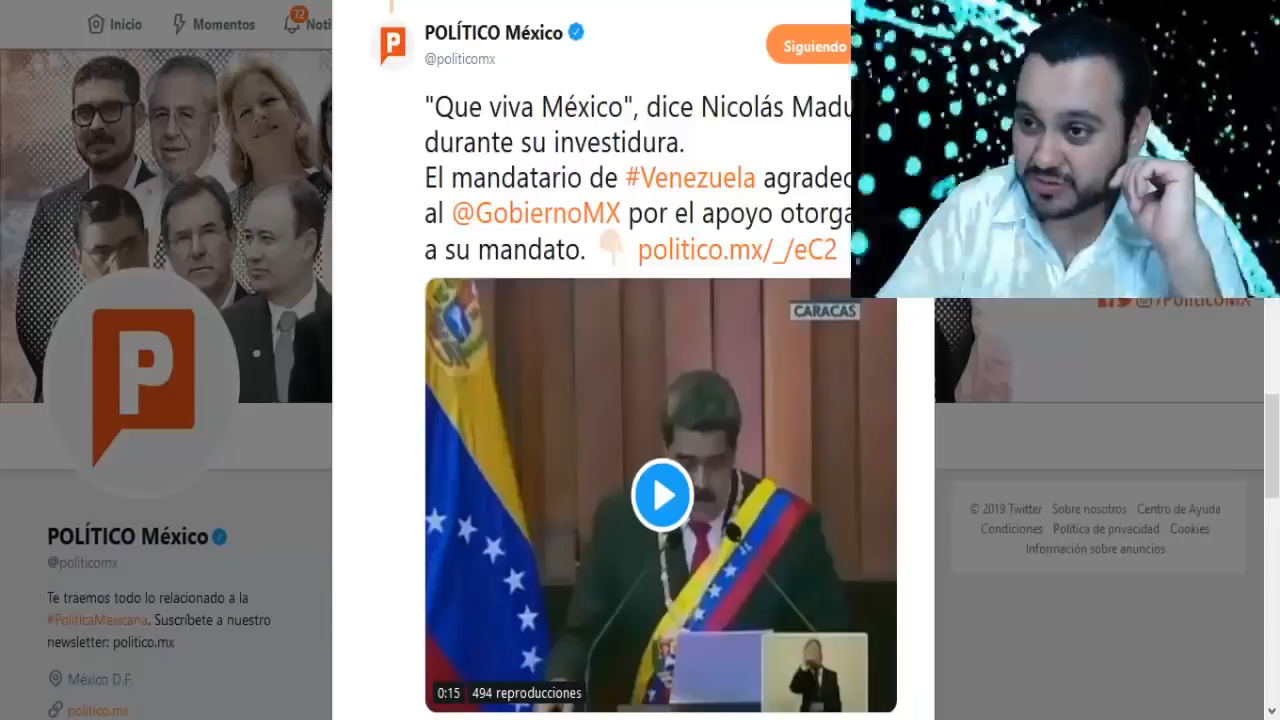 Inicio
Momentos
72
Noti
POLÍTICO México
@politicomx
Siguiendo
"Que viva México", dice Nicolás Madu
durante su investidura.
El mandatario de #Venezuela agradec
al @GobiernoMX por el apoyo otorga
a su mandato. politico.mx/_/eC2
CARACAS
/PoliticoMX
P
POLÍTICO México
@politicomx
Te traemos todo lo relacionado a la
#PolíticaMexicana. Suscríbete a nuestro
newsletter: politico.mx
México D.F.
politico.mx
0:15 494 reproducciones
© 2019 Twitter Sobre nosotros Centro de Ayuda
Condiciones Política de privacidad Cookies
Información sobre anuncios